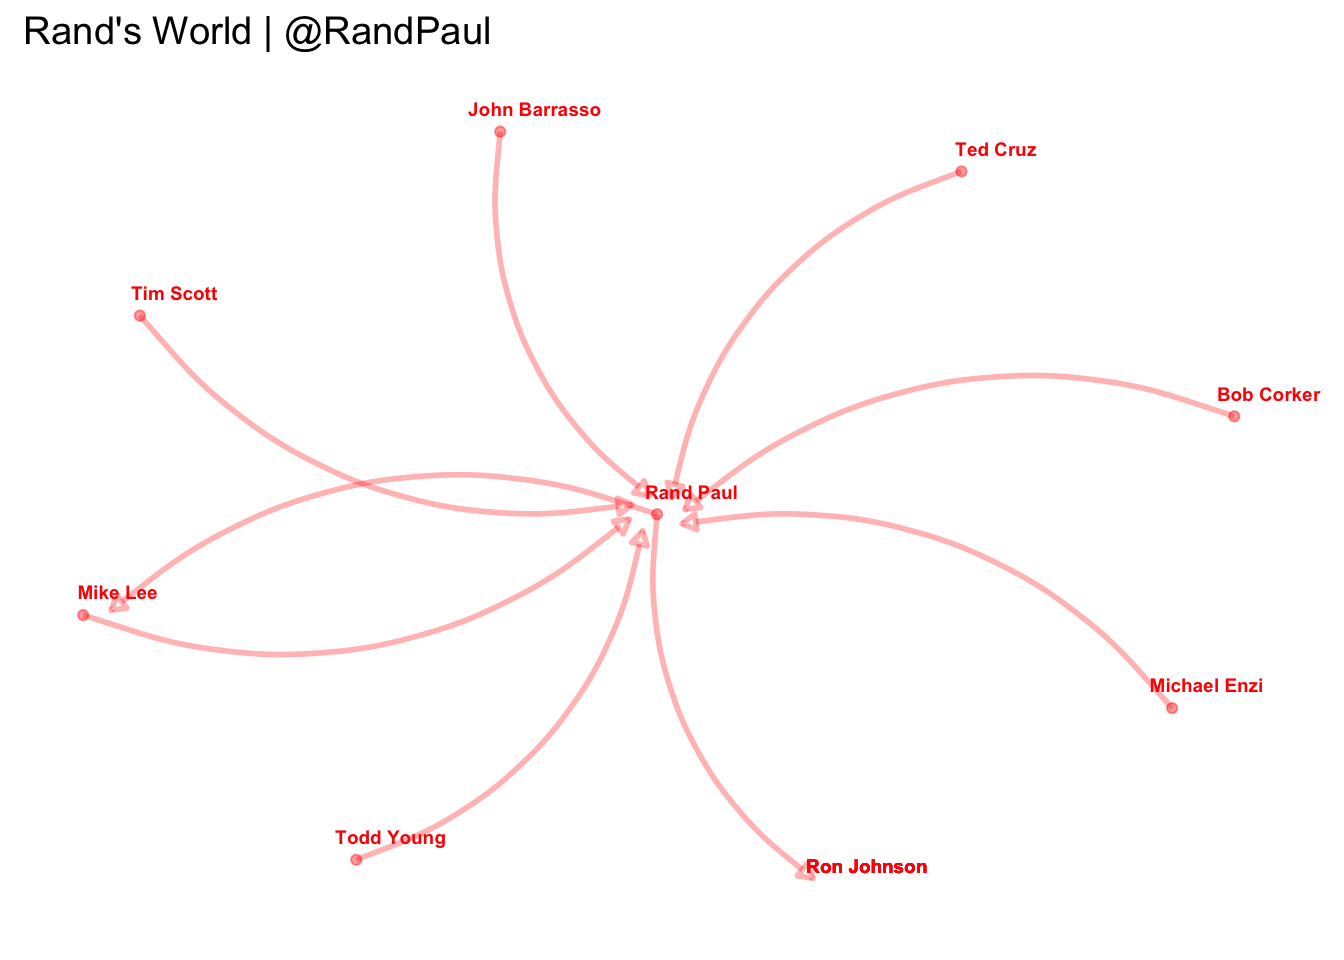 Rand's World | @RandPaul
John Barrasso
Ted Cruz
Tim Scott
Bob Corker
Rand Paul
Mike Lee
Michael Enzi
Todd Young
Ron Johnson